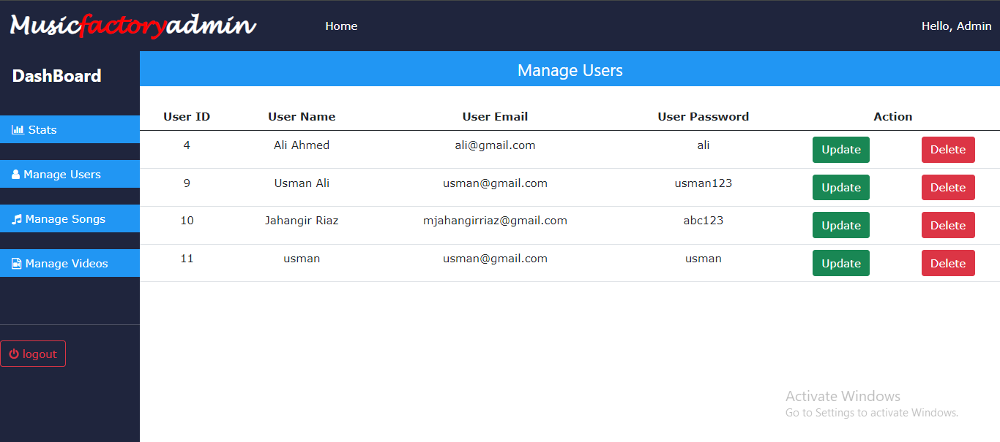 Musicfactoryadmin Home Hello, Admin
DashBoard
Manage Users
Stats
Manage Users
Manage Songs
Manage Videos
logout
User ID User Name User Email User Password Action
4 Ali Ahmed ali@gmail.com ali Update Delete
9 Usman Ali usman@gmail.com usman123 Update Delete
10 Jahangir Riaz mjahangirriaz@gmail.com abc123 Update Delete
11 usman usman@gmail.com usman Update Delete
Activate Windows
Go to Settings to activate Windows.